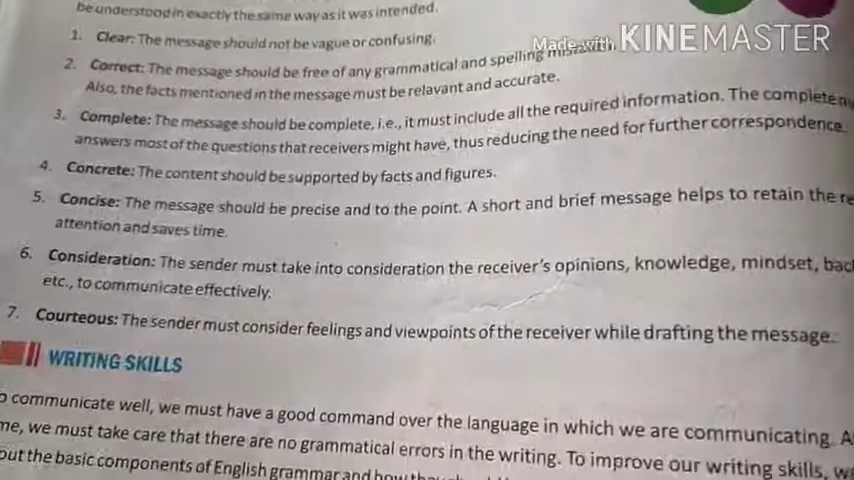 be understood in exactly the same way as it was intended.
1. Clear: The message should not be vague or confusing.
Made with KINEMASTER
2. Correct: The message should be free of any grammatical and spelling
Also, the facts mentioned in the message must be relavant and accurate.
3. Complete: The message should be complete, i.e., it must include all the required information. The complete
answers most of the questions that receivers might have, thus reducing the need for further correspondence.
4. Concrete: The content should be supported by facts and figures.
5. Concise: The message should be precise and to the point. A short and brief message helps to retain the re
attention and saves time.
6. Consideration: The sender must take into consideration the receiver's opinions, knowledge, mindset, back
etc., to communicate effectively.
7. Courteous: The sender must consider feelings and viewpoints of the receiver while drafting the message.
WRITING SKILLS
o communicate well, we must have a good command over the language in which we are communicating. A
me, we must take care that there are no grammatical errors in the writing. To improve our writing skills, w
out the basic components of English grammar and how